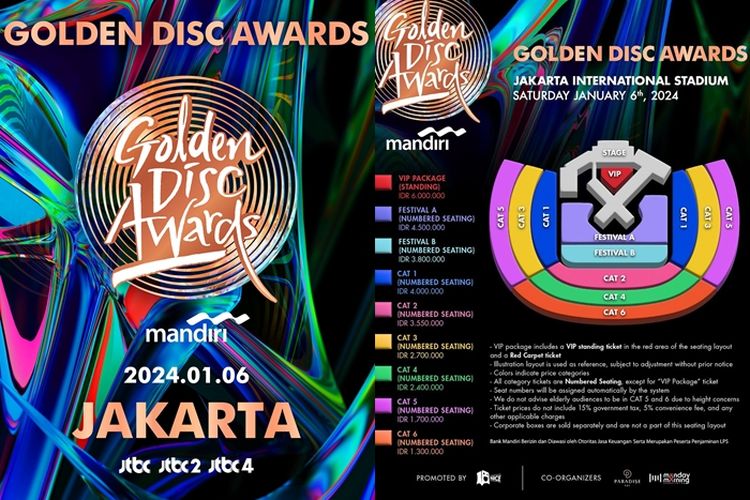 GOLDEN DISC AWARDS
Golden
Disc
Awards
mandiri
2024.01.06
JAKARTA
jtbc jtbc2 jtbc4
Golden
Disc
Awards
mandiri
GOLDEN DISC AWARDS
JAKARTA INTERNATIONAL STADIUM
SATURDAY JANUARY 6th, 2024
VIP PACKAGE
(STANDING)
IDR 6.000.000
FESTIVAL A
(NUMBERED SEATING)
IDR 4.500.000
FESTIVAL B
(NUMBERED SEATING)
IDR 3.800.000
CAT 1
(NUMBERED SEATING)
IDR 4.000.000
CAT 2
(NUMBERED SEATING)
IDR 3.550.000
CAT 3
(NUMBERED SEATING)
IDR 2.700.000
CAT 4
(NUMBERED SEATING)
IDR 2.400.000
CAT 5
(NUMBERED SEATING)
IDR 1.700.000
CAT 6
(NUMBERED SEATING)
IDR 1.300.000
STAGE
VIP
CAT 5
CAT 3
CAT 1
FESTIVAL A
FESTIVAL B
CAT 1
CAT 3
CAT 5
CAT 2
CAT 4
CAT 6
- VIP package includes a VIP standing ticket in the red area of the seating layout
and a Red Carpet ticket
- Illustration layout is used as reference, subject to adjustment without prior notice
- Colors indicate price categories
- All category tickets are Numbered Seating, except for "VIP Package" ticket
- Seat numbers will be assigned automatically by the system
- We do not advise elderly audiences to be in CAT 5 and 6 due to height concerns
- Ticket prices do not include 15% government tax, 5% convenience fee, and any
other applicable charges
- Corporate boxes are sold separately and are not a part of this seating layout
Bank Mandiri Berizin dan Diawasi oleh Otoritas Jasa Keuangan Serta Merupakan Peserta Penjaminan LPS
PROMOTED BY
CO-ORGANIZERS
PARADISE
monday
morning